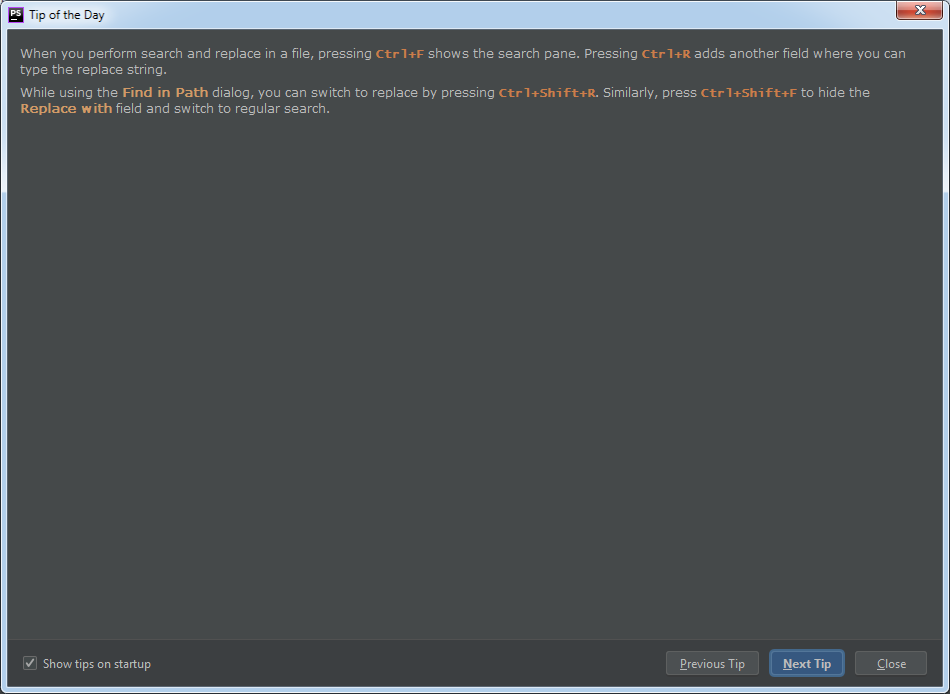 PS Tip of the Day
When you perform search and replace in a file, pressing Ctrl+F shows the search pane. Pressing Ctrl+R adds another field where you can
type the replace string.
While using the Find in Path dialog, you can switch to replace by pressing Ctrl+Shift+R. Similarly, press Ctrl+Shift+F to hide the
Replace with field and switch to regular search.
Show tips on startup
Previous Tip
Next Tip
Close